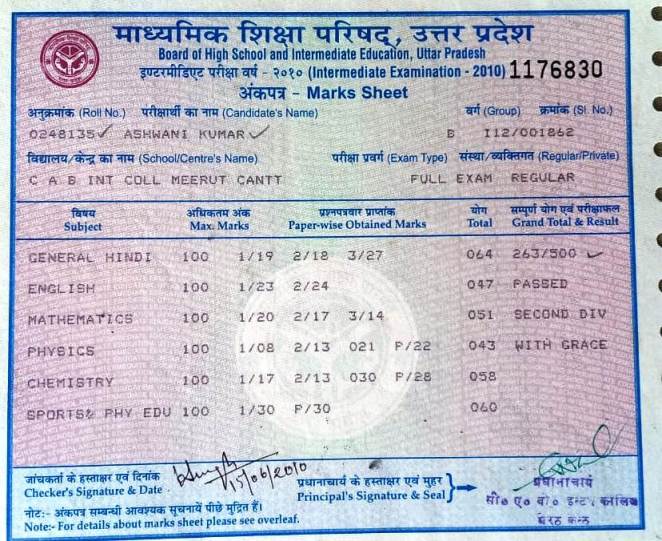 माध्यमिक शिक्षा परिषद्, उत्तर प्रदेश
Board of High School and Intermediate Education, Uttar Pradesh
इण्टरमीडिएट परीक्षा वर्ष - २०१० (Intermediate Examination - 2010) 1176830
अंकपत्र - Marks Sheet
अनुक्रमांक (Roll No.) परीक्षार्थी का नाम (Candidate's Name) वर्ग (Group) क्रमांक (Sl. No.)
0248135 ASHWANI KUMAR B I12/001862
विद्यालय/केन्द्र का नाम (School/Centre's Name) परीक्षा प्रवर्ग (Exam Type) संस्था/व्यक्तिगत (Regular/Private)
C A B INT COLL MEERUT CANTT FULL EXAM REGULAR
विषय अधिकतम अंक प्रश्नपत्रवार प्राप्तांक योग सम्पूर्ण योग एवं परीक्षाफल
Subject Max. Marks Paper-wise Obtained Marks Total Grand Total & Result
GENERAL HINDI 100 1/19 2/18 3/27 064 263/500
ENGLISH 100 1/23 2/24 047 PASSED
MATHEMATICS 100 1/20 2/17 3/14 051 SECOND DIV
PHYSICS 100 1/08 2/13 021 P/22 043 WITH GRACE
CHEMISTRY 100 1/17 2/13 030 P/28 058
SPORTS& PHY EDU 100 1/30 P/30 060
जांचकर्ता के हस्ताक्षर एवं दिनांक 15/06/2010 प्रधानाचार्य के हस्ताक्षर एवं मुहर
Checker's Signature & Date Principal's Signature & Seal
प्रधानाचार्य
सी० ए० बी० इन्टर कालिज
मेरठ कैन्ट
नोट:- अंकपत्र सम्बन्धी आवश्यक सूचनायें पीछे मुद्रित हैं।
Note:- For details about marks sheet please see overleaf.